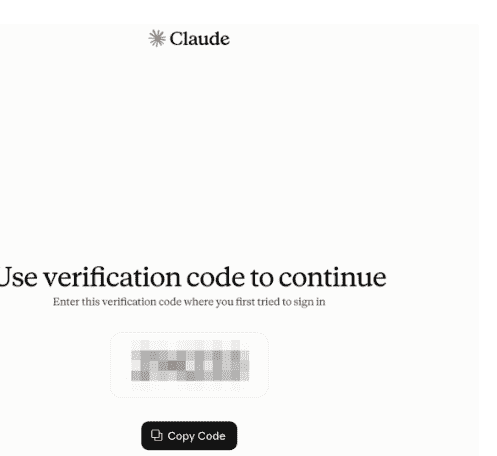 Claude
Use verification code to continue
Enter this verification code where you first tried to sign in
Copy Code